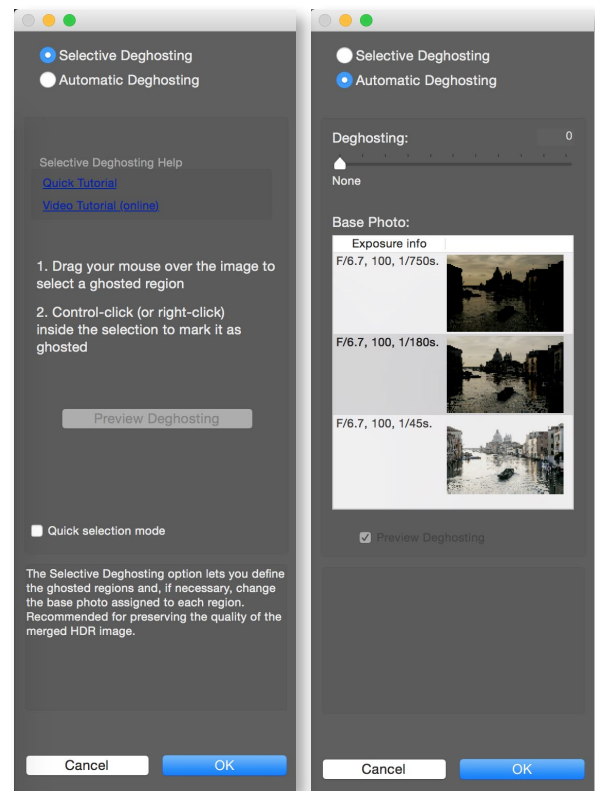 Selective Deghosting
Automatic Deghosting
Selective Deghosting Help
Quick Tutorial
Video Tutorial (online)
1. Drag your mouse over the image to
select a ghosted region
2. Control-click (or right-click)
inside the selection to mark it as
ghosted
Preview Deghosting
Quick selection mode
The Selective Deghosting option lets you define
the ghosted regions and, if necessary, change
the base photo assigned to each region.
Recommended for preserving the quality of the
merged HDR image.
Cancel
OK
Selective Deghosting
Automatic Deghosting
Deghosting:
0
None
Base Photo:
Exposure info
F/6.7, 100, 1/750s.
F/6.7, 100, 1/180s.
F/6.7, 100, 1/45s.
Preview Deghosting
Cancel
OK